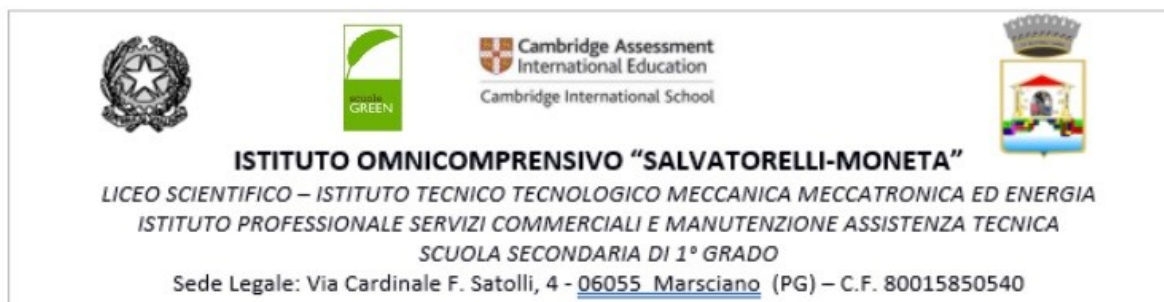 scuola
GREEN
Cambridge Assessment
International Education
Cambridge International School
ISTITUTO OMNICOMPRENSIVO “SALVATORELLI-MONETA”
LICEO SCIENTIFICO – ISTITUTO TECNICO TECNOLOGICO MECCANICA MECCATRONICA ED ENERGIA
ISTITUTO PROFESSIONALE SERVIZI COMMERCIALI E MANUTENZIONE ASSISTENZA TECNICA
SCUOLA SECONDARIA DI 1° GRADO
Sede Legale: Via Cardinale F. Satolli, 4 - 06055 Marsciano (PG) – C.F. 80015850540